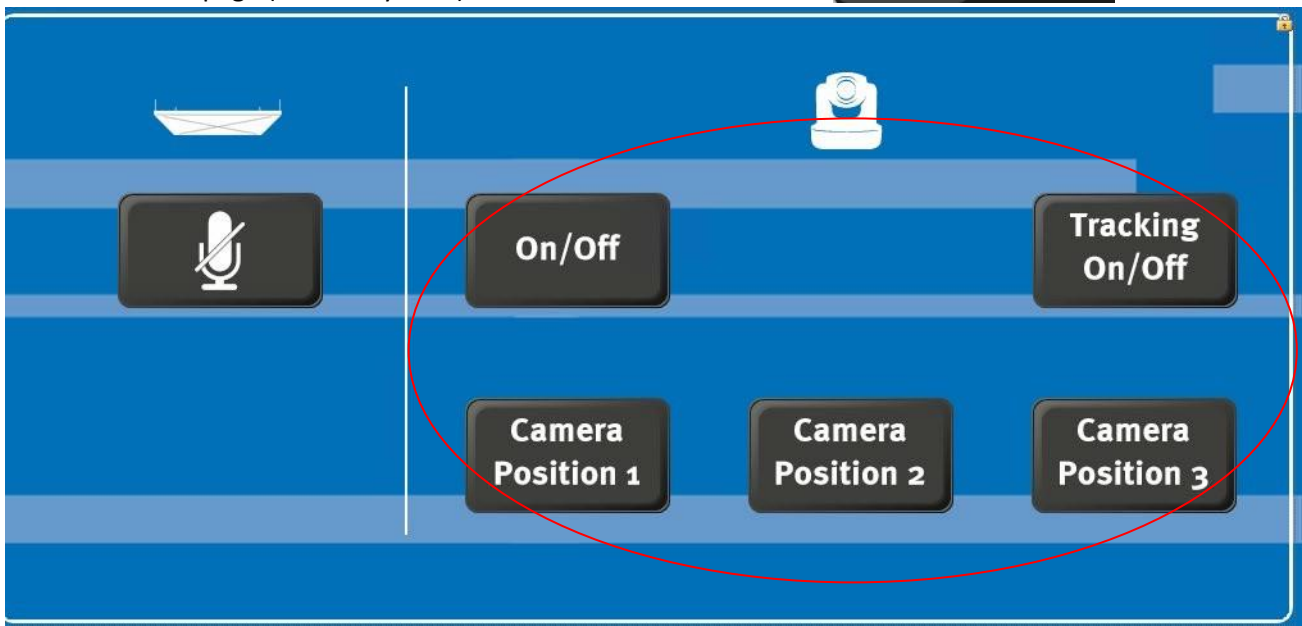 On/Off
Tracking
On/Off
Camera
Position 1
Camera
Position 2
Camera
Position 3